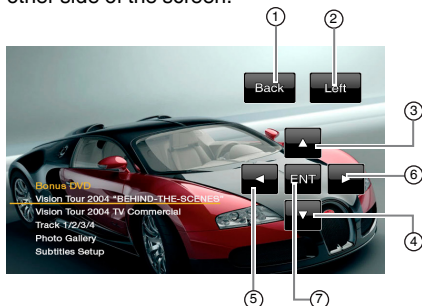 other side of the screen.
① ②
Back Left
③
▲
◄ ENT ► ⑥
▼
④
Bonus DVD
Vision Tour 2004 "BEHIND-THE-SCENES"
Vision Tour 2004 TV Commercial
Track 1/2/3/4
Photo Gallery
Subtitles Setup
⑤ ⑦